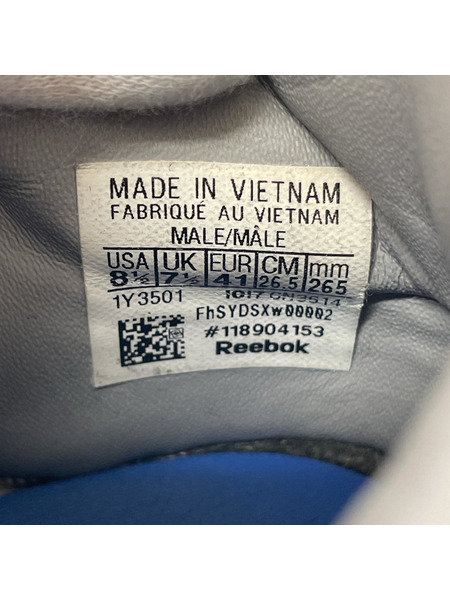 MADE IN VIETNAM
FABRIQUÉ AU VIETNAM
MALE/MÂLE
USA UK EUR CM mm
8½ 7½ 41 26.5 265
1Y3501
FhSYDSXw00002
#118904153
Reebok